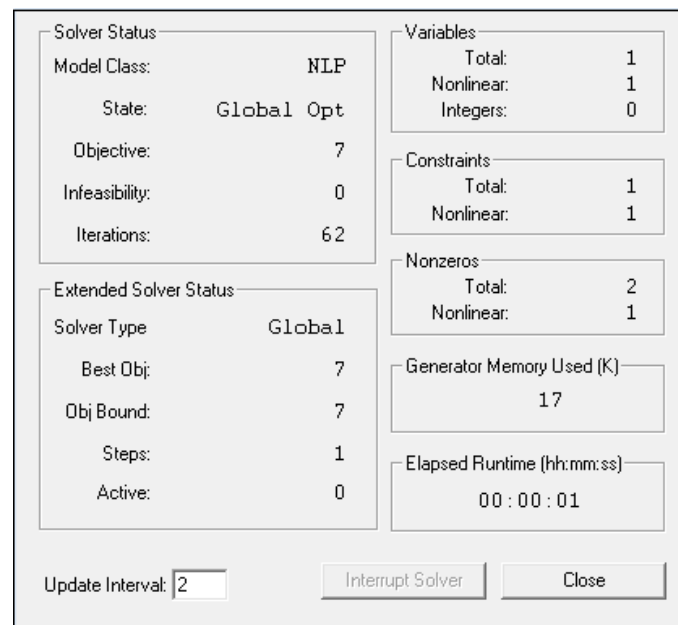 Solver Status
Model Class: NLP
State: Global Opt
Objective: 7
Infeasibility: 0
Iterations: 62
Extended Solver Status
Solver Type Global
Best Obj: 7
Obj Bound: 7
Steps: 1
Active: 0
Variables
Total: 1
Nonlinear: 1
Integers: 0
Constraints
Total: 1
Nonlinear: 1
Nonzeros
Total: 2
Nonlinear: 1
Generator Memory Used (K)
17
Elapsed Runtime (hh:mm:ss)
00:00:01
Update Interval: 2
Interrupt Solver
Close